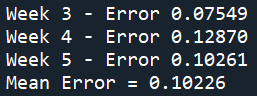 Week 3 - Error 0.07549
Week 4 - Error 0.12870
Week 5 - Error 0.10261
Mean Error = 0.10226